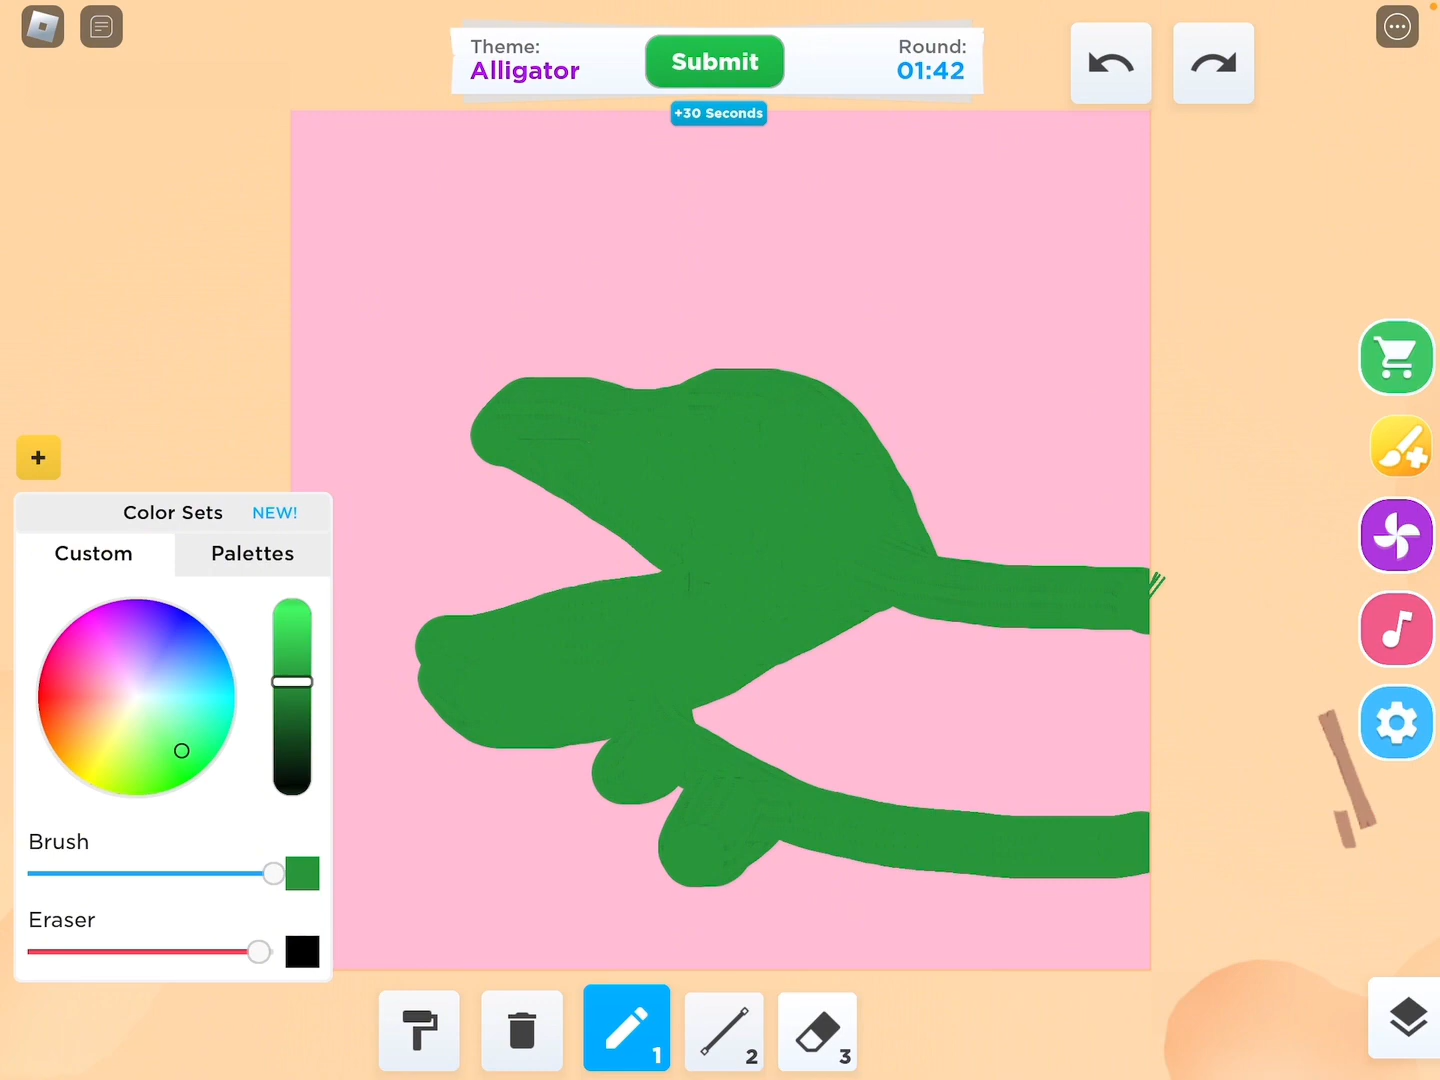 Theme:
Alligator
Submit
Round:
01:42
+30 Seconds
+
Color Sets NEW!
Custom
Palettes
Brush
Eraser
1
2
3